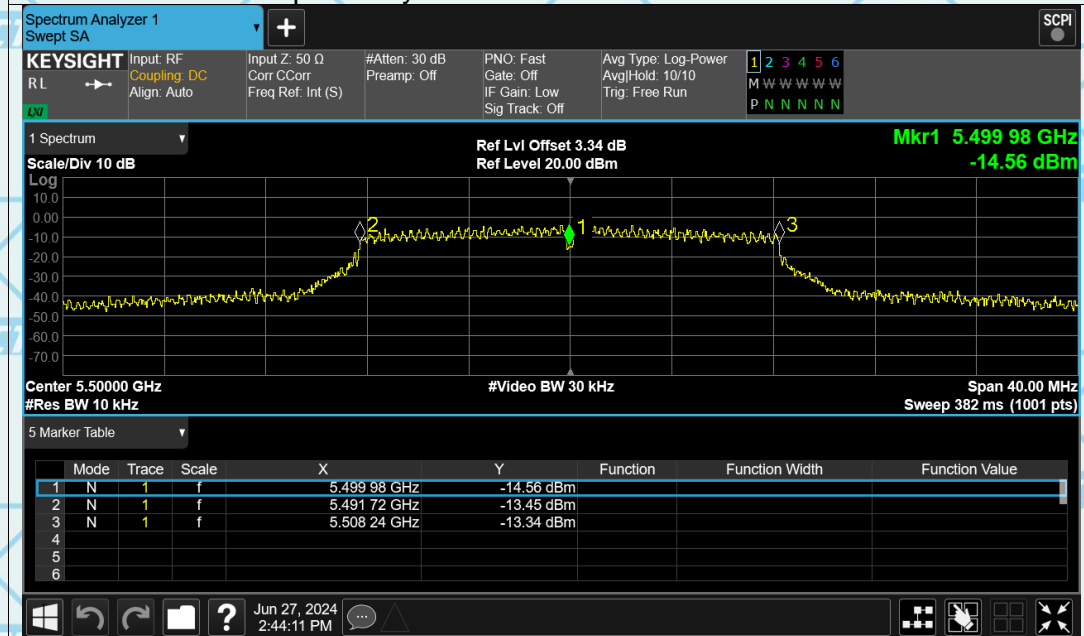 Spectrum Analyzer 1
Swept SA
+
SCPI
KEYSIGHT
RL
LXI
Input: RF
Coupling: DC
Align: Auto
Input Z: 50 Ω
Corr CCorr
Freq Ref: Int (S)
#Atten: 30 dB
Preamp: Off
PNO: Fast
Gate: Off
IF Gain: Low
Sig Track: Off
Avg Type: Log-Power
Avg|Hold: 10/10
Trig: Free Run
1 2 3 4 5 6
M W W W W W
P N N N N N
1 Spectrum
Scale/Div 10 dB
Ref Lvl Offset 3.34 dB
Ref Level 20.00 dBm
Mkr1 5.499 98 GHz
-14.56 dBm
Log
10.0
0.00
-10.0
-20.0
-30.0
-40.0
-50.0
-60.0
-70.0
2
1
3
Center 5.50000 GHz
#Video BW 30 kHz
Span 40.00 MHz
#Res BW 10 kHz
Sweep 382 ms (1001 pts)
5 Marker Table
Mode Trace Scale X Y Function Function Width Function Value
1 N 1 f 5.499 98 GHz -14.56 dBm
2 N 1 f 5.491 72 GHz -13.45 dBm
3 N 1 f 5.508 24 GHz -13.34 dBm
4
5
6
?
Jun 27, 2024
2:44:11 PM